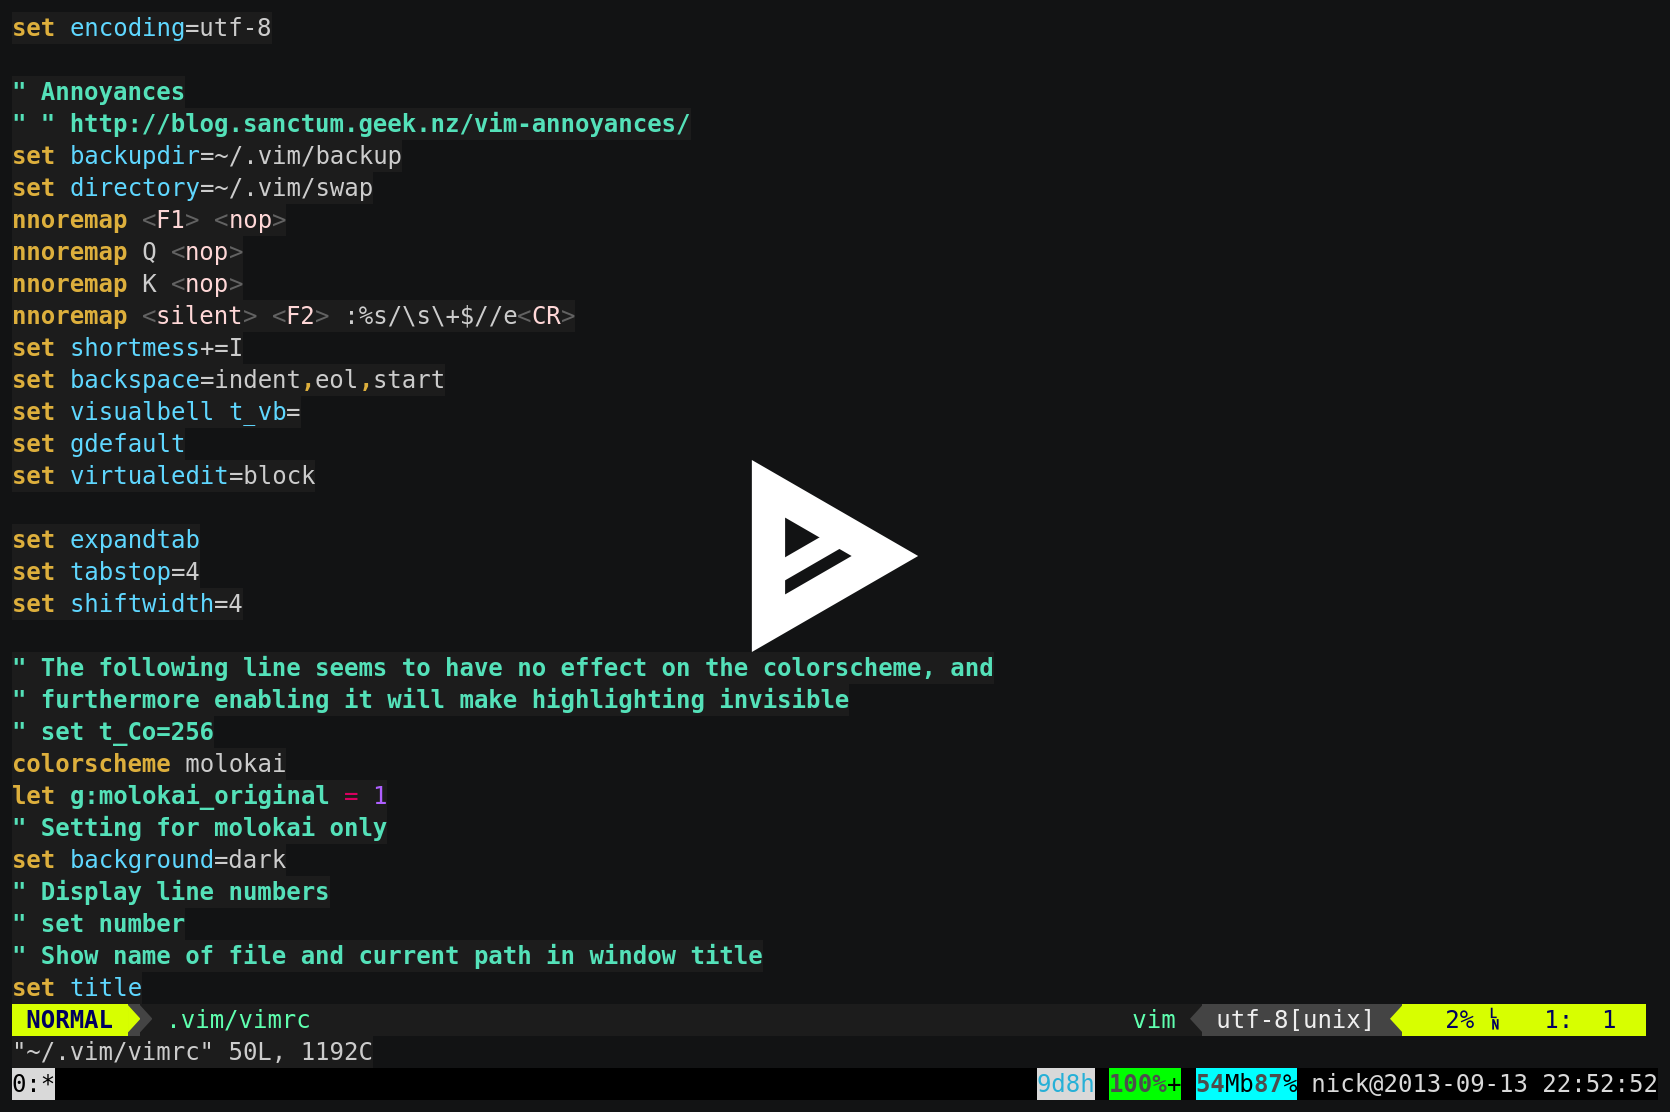 set encoding=utf-8
" Annoyances
" " http://blog.sanctum.geek.nz/vim-annoyances/
set backupdir=~/.vim/backup
set directory=~/.vim/swap
nnoremap <F1> <nop>
nnoremap Q <nop>
nnoremap K <nop>
nnoremap <silent> <F2> :%s/\s\+$//e<CR>
set shortmess+=I
set backspace=indent,eol,start
set visualbell t_vb=
set gdefault
set virtualedit=block
set expandtab
set tabstop=4
set shiftwidth=4
" The following line seems to have no effect on the colorscheme, and
" furthermore enabling it will make highlighting invisible
" set t_Co=256
colorscheme molokai
let g:molokai_original = 1
" Setting for molokai only
set background=dark
" Display line numbers
" set number
" Show name of file and current path in window title
set title
NORMAL .vim/vimrc vim utf-8[unix] 2% LN 1: 1
"~/.vim/vimrc" 50L, 1192C
0:* 9d8h 100%+ 54Mb87% nick@2013-09-13 22:52:52